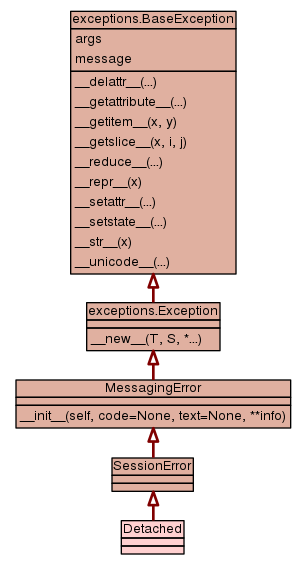 exceptions.BaseException
args
message
__delattr__(...)
__getattribute__(...)
__getitem__(x, y)
__getslice__(x, i, j)
__reduce__(...)
__repr__(x)
__setattr__(...)
__setstate__(...)
__str__(x)
__unicode__(...)
exceptions.Exception
__new__(T, S, *...)
MessagingError
__init__(self, code=None, text=None, **info)
SessionError
Detached